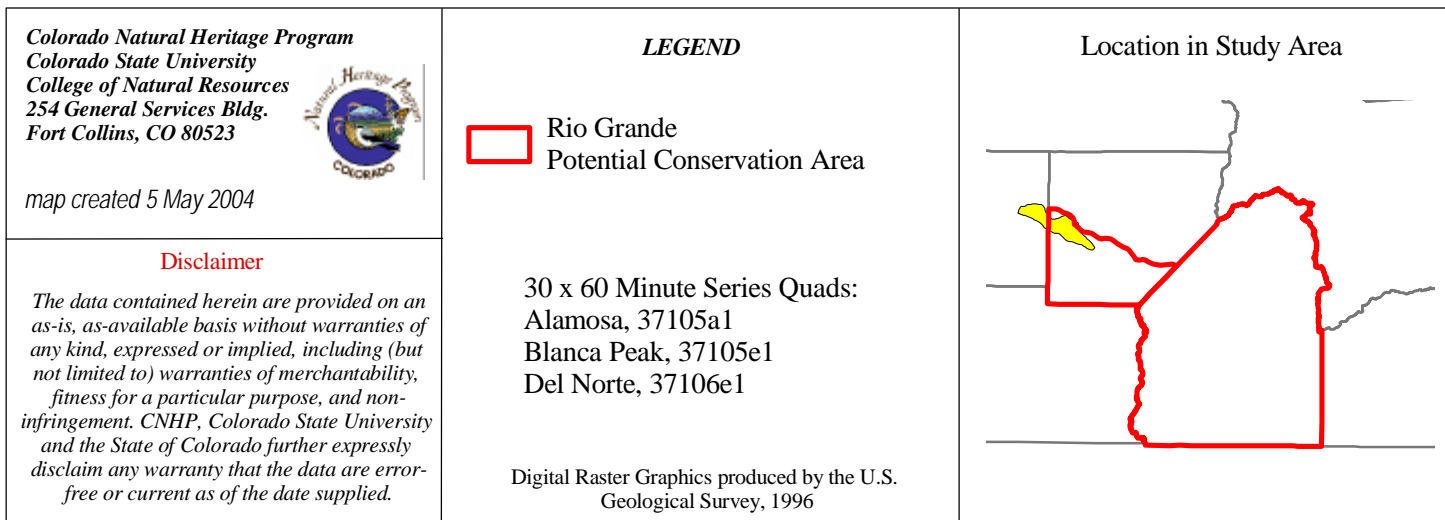 Colorado Natural Heritage Program
Colorado State University
College of Natural Resources
254 General Services Bldg.
Fort Collins, CO 80523
Natural Heritage Program
COLORADO
map created 5 May 2004
Disclaimer
The data contained herein are provided on an
as-is, as-available basis without warranties of
any kind, expressed or implied, including (but
not limited to) warranties of merchantability,
fitness for a particular purpose, and non-
infringement. CNHP, Colorado State University
and the State of Colorado further expressly
disclaim any warranty that the data are error-
free or current as of the date supplied.
LEGEND
Rio Grande
Potential Conservation Area
30 x 60 Minute Series Quads:
Alamosa, 37105a1
Blanca Peak, 37105e1
Del Norte, 37106e1
Digital Raster Graphics produced by the U.S.
Geological Survey, 1996
Location in Study Area